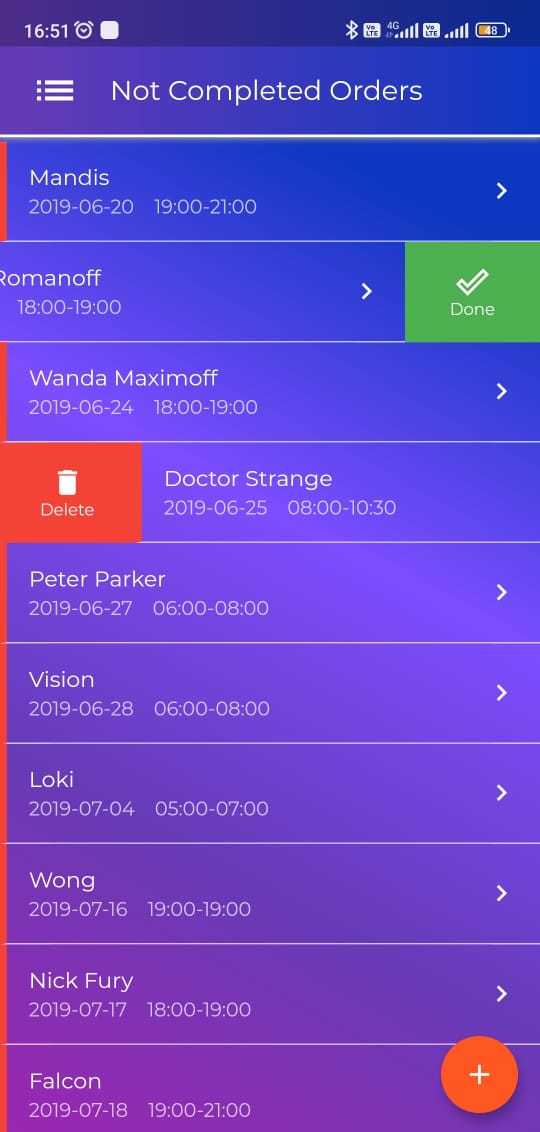 16:51 Vo LTE 4G Vo LTE 48
Not Completed Orders
Mandis
2019-06-20 19:00-21:00
Romanoff
18:00-19:00
Done
Wanda Maximoff
2019-06-24 18:00-19:00
Delete
Doctor Strange
2019-06-25 08:00-10:30
Peter Parker
2019-06-27 06:00-08:00
Vision
2019-06-28 06:00-08:00
Loki
2019-07-04 05:00-07:00
Wong
2019-07-16 19:00-19:00
Nick Fury
2019-07-17 18:00-19:00
Falcon
2019-07-18 19:00-21:00